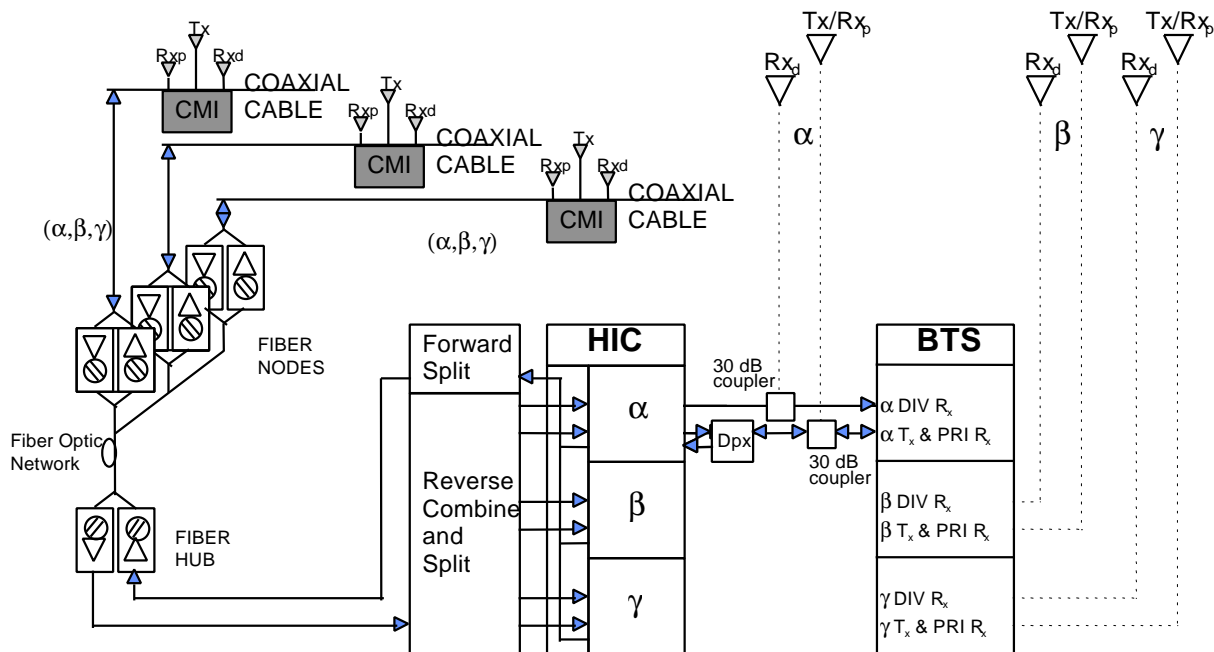 Tx
Rxp
Rxd
COAXIAL
CABLE
CMI
Tx
Rxp
Rxd
COAXIAL
CABLE
CMI
Tx
Rxp
Rxd
COAXIAL
CABLE
CMI
(α,β,γ)
(α,β,γ)
Tx/Rxp
Rxd
α
Tx/Rxp
Tx/Rxp
Rxd
Rxd
β
γ
FIBER
NODES
Fiber Optic
Network
FIBER
HUB
Forward
Split
Reverse
Combine
and
Split
HIC
α
β
γ
30 dB
coupler
Dpx
30 dB
coupler
BTS
α DIV Rx
α Tx & PRI Rx
β DIV Rx
β Tx & PRI Rx
γ DIV Rx
γ Tx & PRI Rx